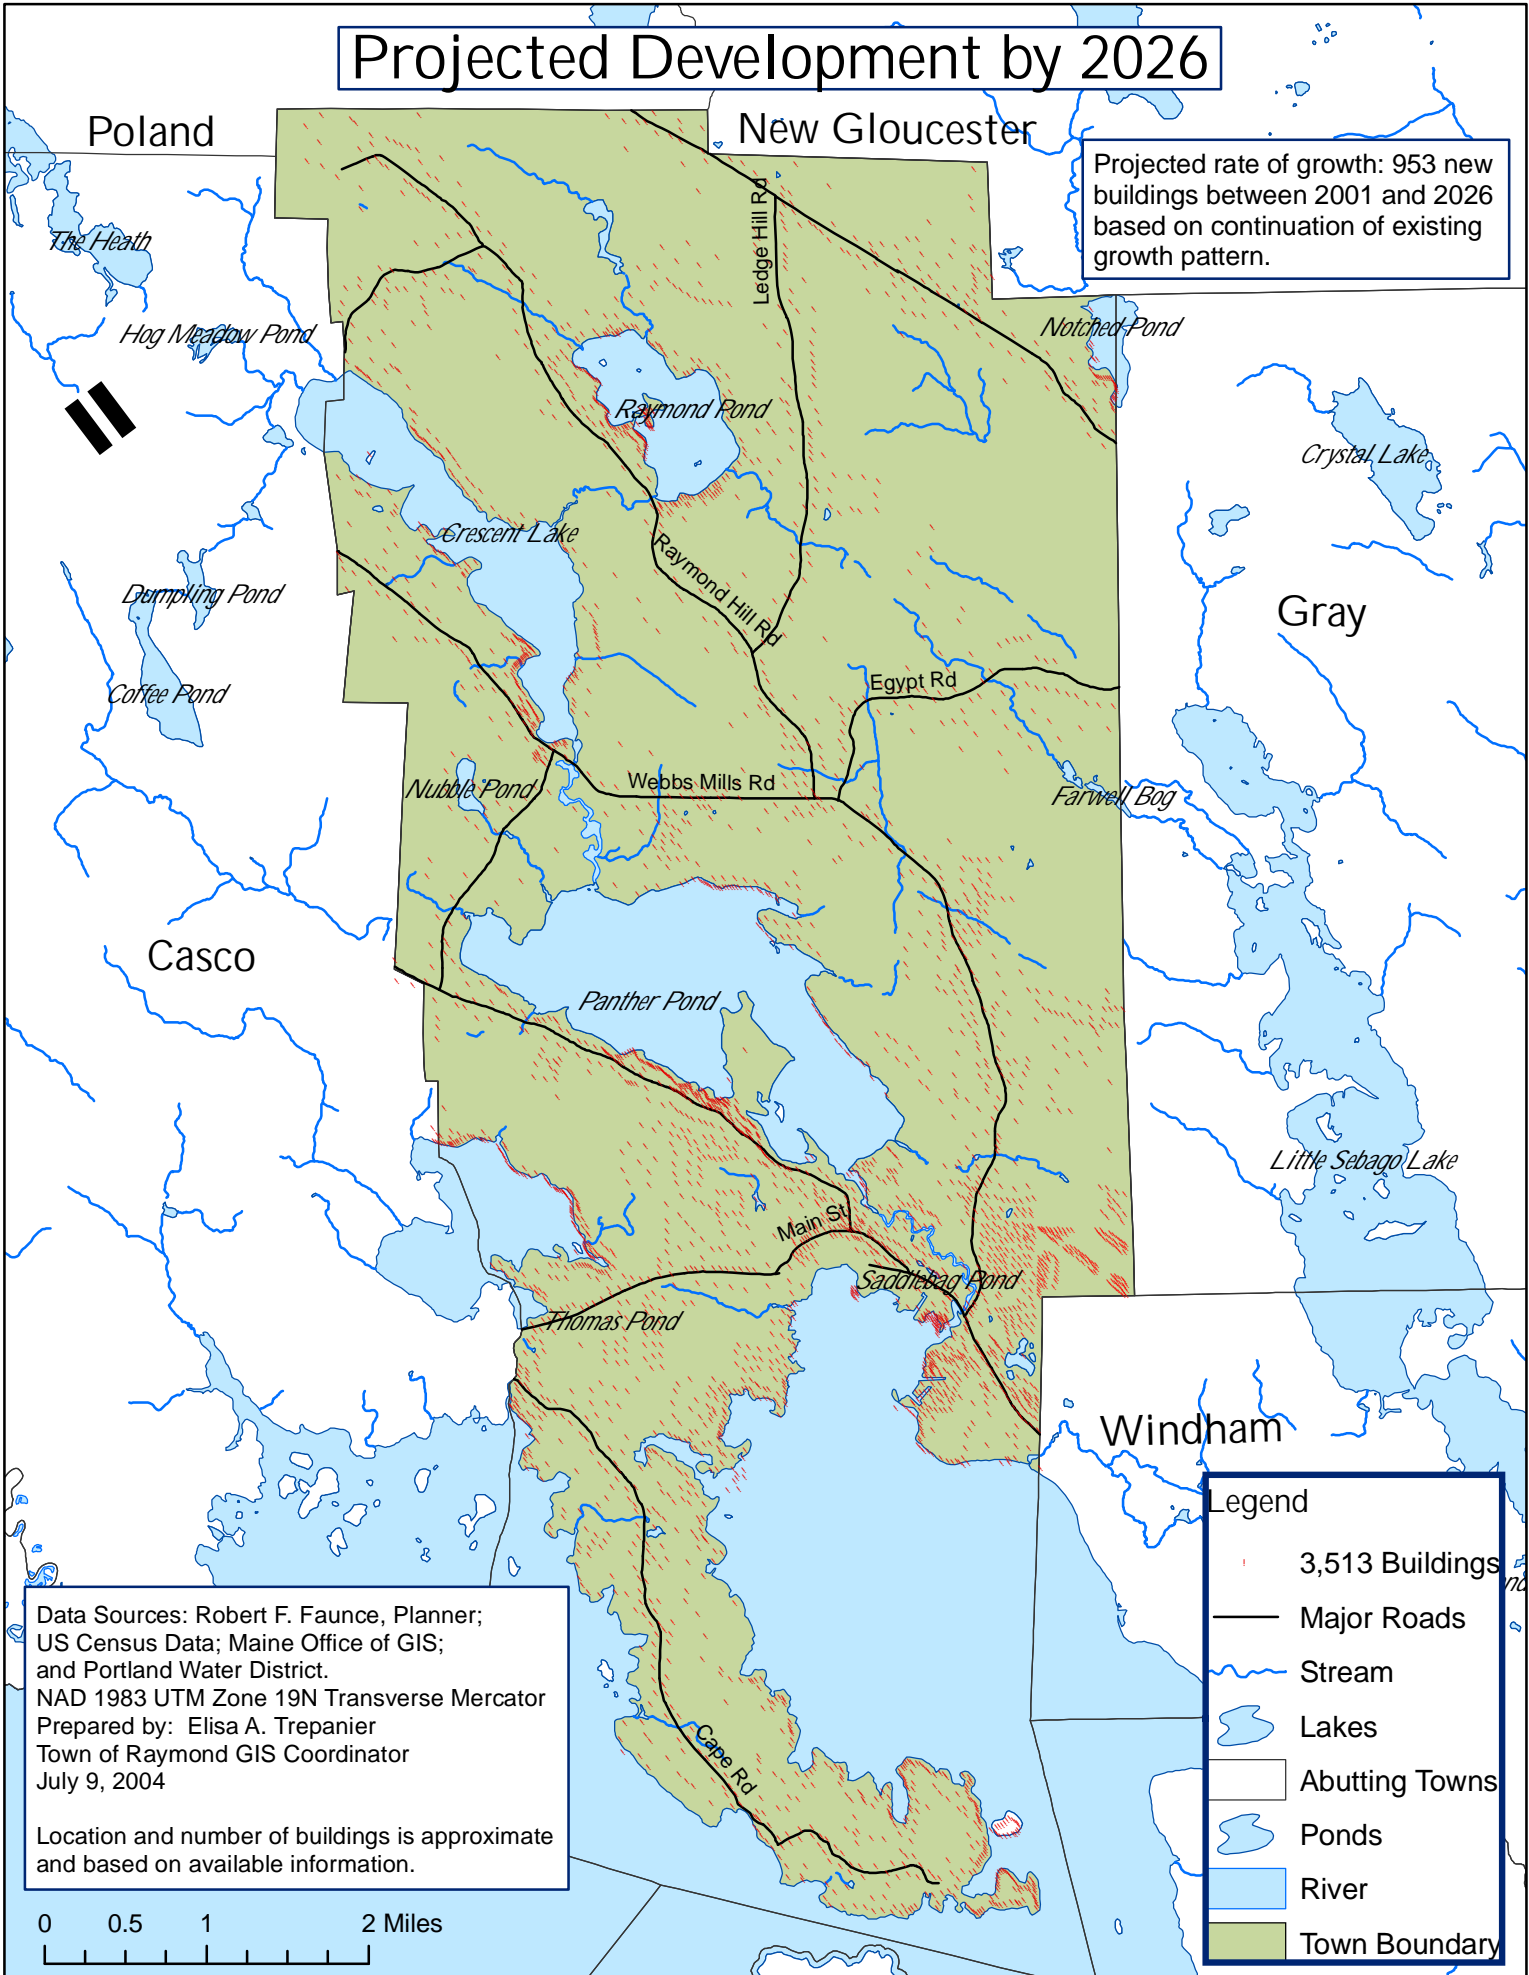 Projected Development by 2026
Poland
New Gloucester
Projected rate of growth: 953 new
buildings between 2001 and 2026
based on continuation of existing
growth pattern.
Ledge Hill Rd
The Heath
Hog Meadow Pond
Notched Pond
Raymond Pond
Crystal Lake
Crescent Lake
Raymond Hill Rd
Dumpling Pond
Gray
Coffee Pond
Egypt Rd
Nubble Pond
Webbs Mills Rd
Farwell Bog
Casco
Panther Pond
Little Sebago Lake
Main St
Saddlebag Pond
Thomas Pond
Windham
Cape Rd
Data Sources: Robert F. Faunce, Planner;
US Census Data; Maine Office of GIS;
and Portland Water District.
NAD 1983 UTM Zone 19N Transverse Mercator
Prepared by: Elisa A. Trepanier
Town of Raymond GIS Coordinator
July 9, 2004
Location and number of buildings is approximate
and based on available information.
0 0.5 1 2 Miles
Legend
3,513 Buildings
Major Roads
Stream
Lakes
Abutting Towns
Ponds
River
Town Boundary